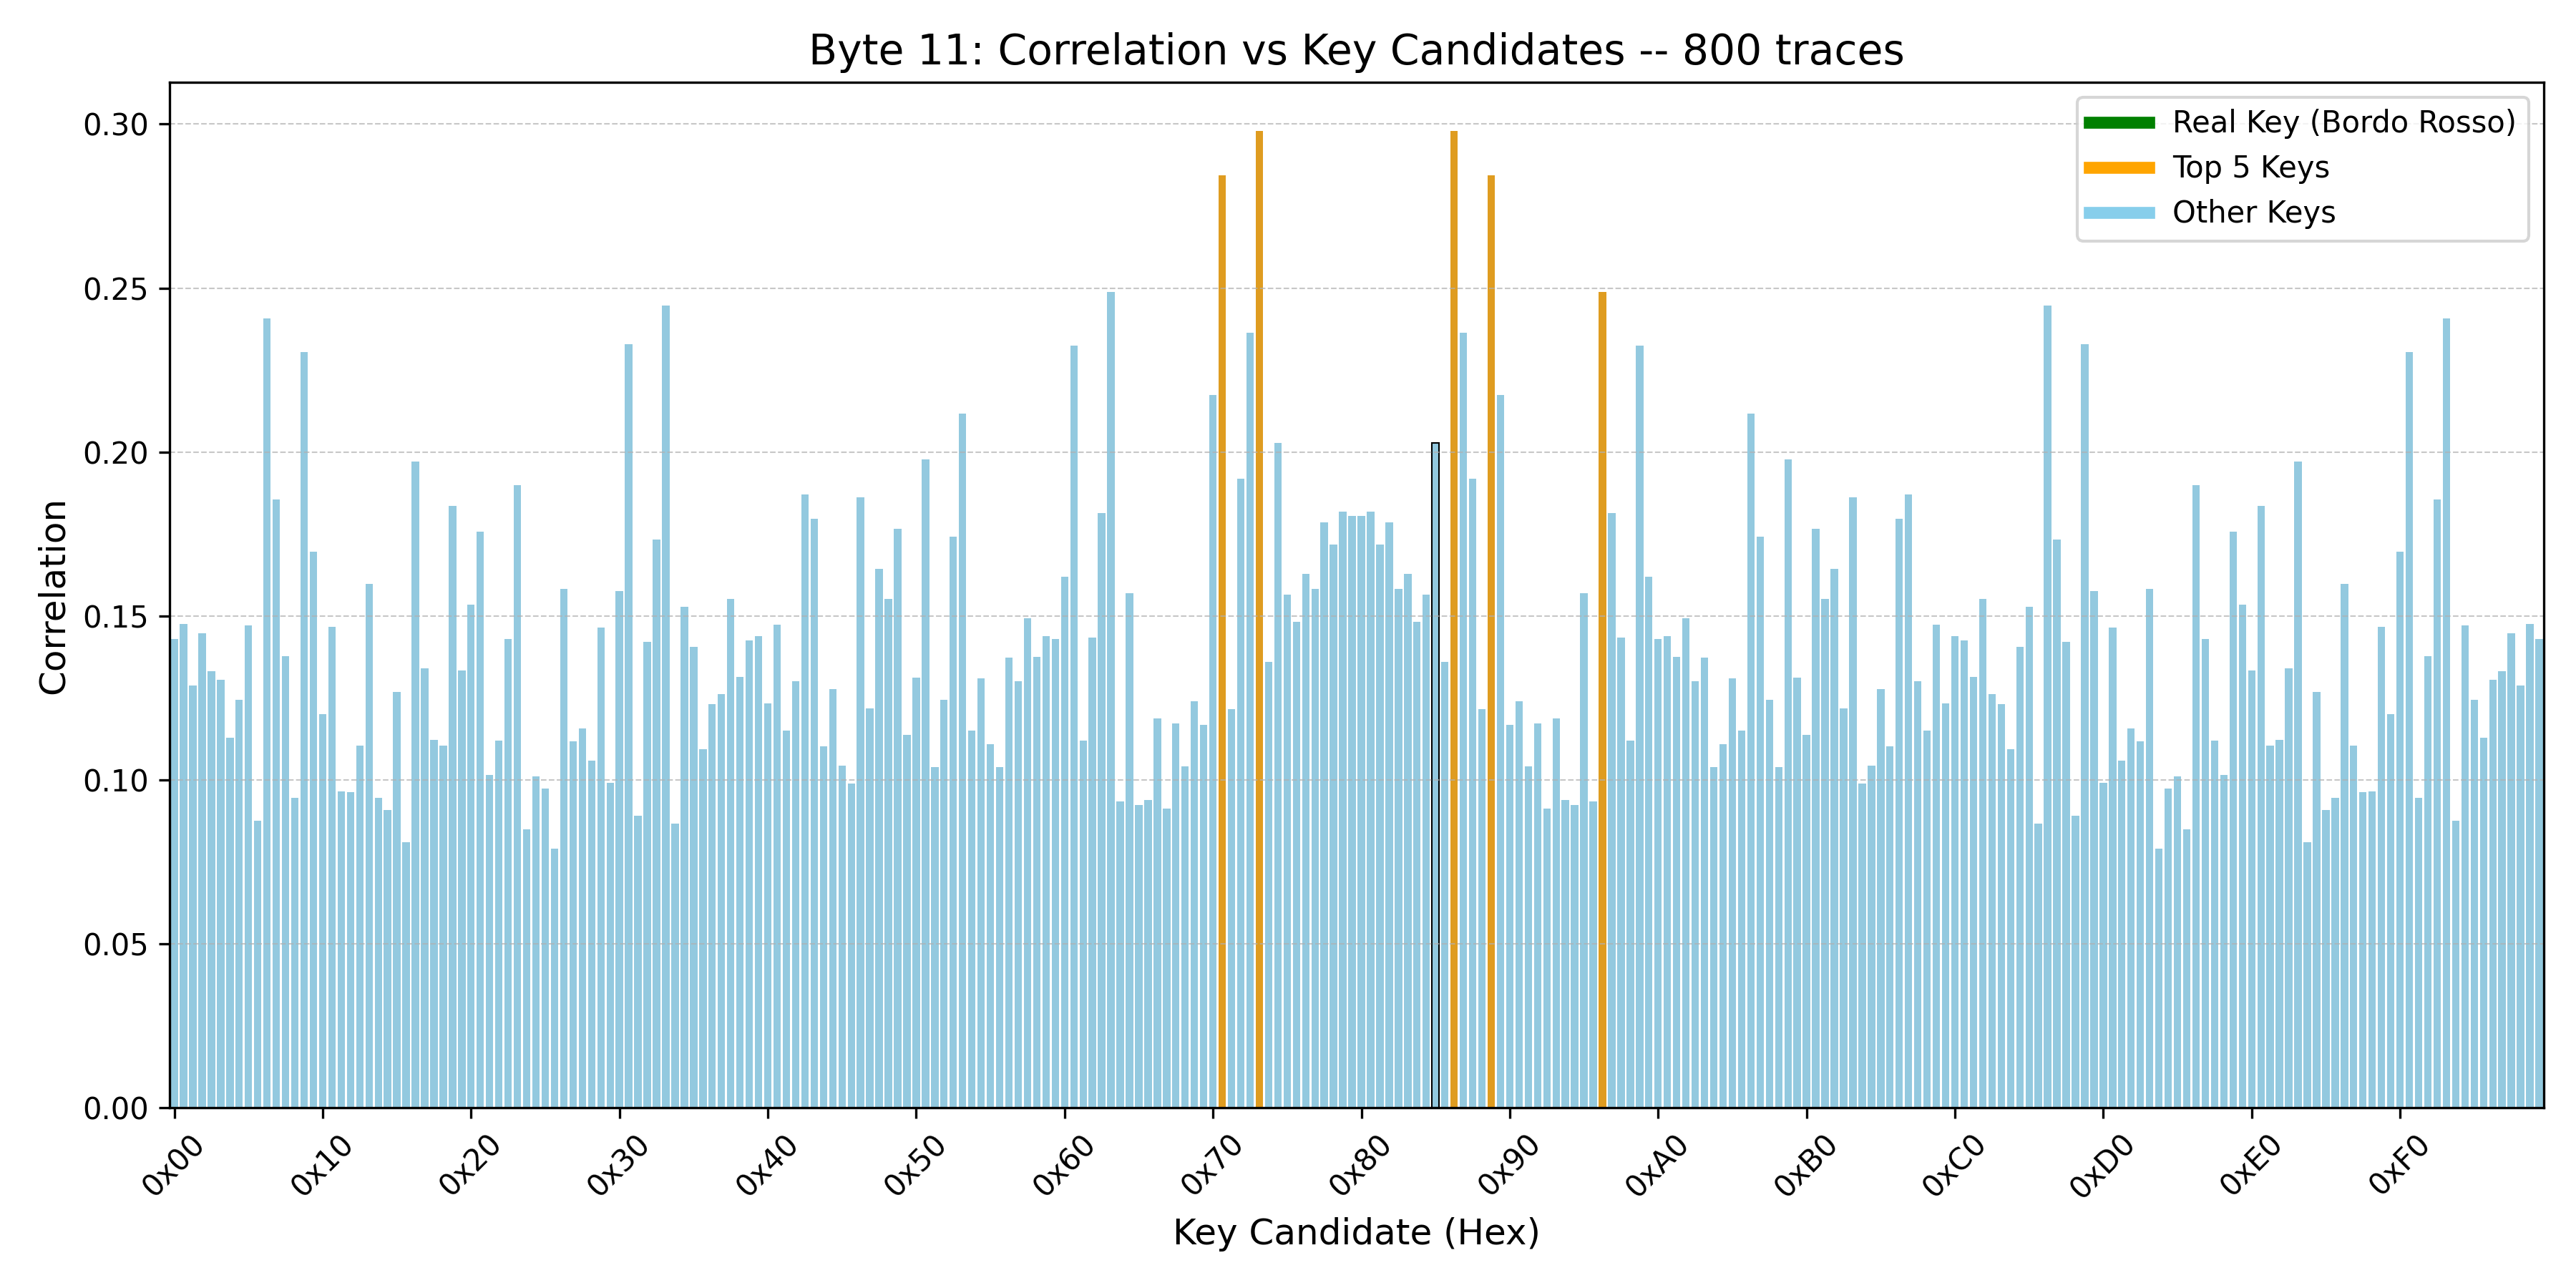 Byte 11: Correlation vs Key Candidates -- 800 traces
Real Key (Bordo Rosso)
Top 5 Keys
Other Keys
0.30
0.25
0.20
0.15
0.10
0.05
0.00
Correlation
0x00 0x10 0x20 0x30 0x40 0x50 0x60 0x70 0x80 0x90 0xA0 0xB0 0xC0 0xD0 0xE0 0xF0
Key Candidate (Hex)